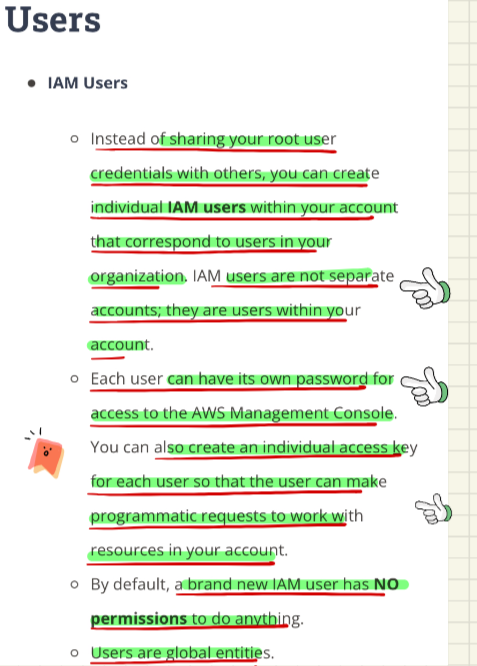 Users
IAM Users
Instead of sharing your root user
credentials with others, you can create
individual IAM users within your account
that correspond to users in your
organization. IAM users are not separate
accounts; they are users within your
account.
Each user can have its own password for
access to the AWS Management Console.
You can also create an individual access key
for each user so that the user can make
programmatic requests to work with
resources in your account.
By default, a brand new IAM user has NO
permissions to do anything.
Users are global entities.